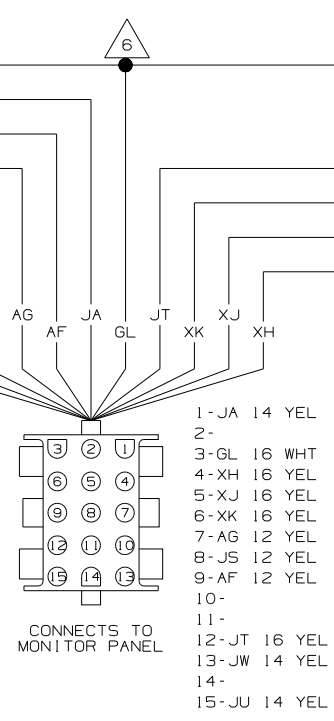 6
AG
AF
JA
GL
JT
XK
XJ
XH
3 2 1
6 5 4
9 8 7
12 11 10
15 14 13
CONNECTS TO
MONITOR PANEL
1-JA 14 YEL
2-
3-GL 16 WHT
4-XH 16 YEL
5-XJ 16 YEL
6-XK 16 YEL
7-AG 12 YEL
8-JS 12 YEL
9-AF 12 YEL
10-
11-
12-JT 16 YEL
13-JW 14 YEL
14-
15-JU 14 YEL